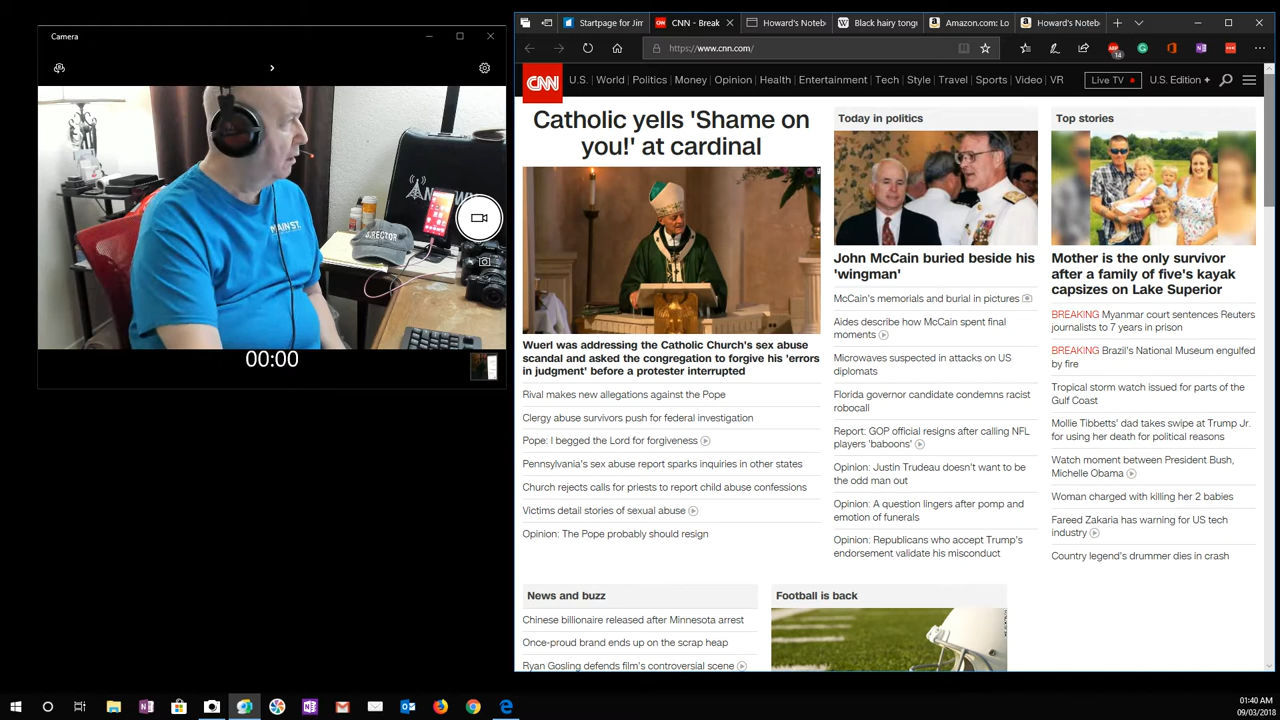 Camera
00:00
MAIN ST.
DIRECTOR
Startpage for Jim
CNN - Break
Howard's Noteb
Black hairy tong
Amazon.com: Lo
Howard's Noteb
https://www.cnn.com/
14
CNN
U.S. World Politics Money Opinion Health Entertainment Tech Style Travel Sports Video VR
Live TV
U.S. Edition +
Catholic yells 'Shame on
you!' at cardinal
Wuerl was addressing the Catholic Church's sex abuse
scandal and asked the congregation to forgive his 'errors
in judgment' before a protester interrupted
Rival makes new allegations against the Pope
Clergy abuse survivors push for federal investigation
Pope: I begged the Lord for forgiveness
Pennsylvania's sex abuse report sparks inquiries in other states
Church rejects calls for priests to report child abuse confessions
Victims detail stories of sexual abuse
Opinion: The Pope probably should resign
Today in politics
John McCain buried beside his
'wingman'
McCain's memorials and burial in pictures
Aides describe how McCain spent final
moments
Microwaves suspected in attacks on US
diplomats
Florida governor candidate condemns racist
robocall
Report: GOP official resigns after calling NFL
players 'baboons'
Opinion: Justin Trudeau doesn't want to be
the odd man out
Opinion: A question lingers after pomp and
emotion of funerals
Opinion: Republicans who accept Trump's
endorsement validate his misconduct
Top stories
Mother is the only survivor
after a family of five's kayak
capsizes on Lake Superior
BREAKING Myanmar court sentences Reuters
journalists to 7 years in prison
BREAKING Brazil's National Museum engulfed
by fire
Tropical storm watch issued for parts of the
Gulf Coast
Mollie Tibbetts' dad takes swipe at Trump Jr.
for using her death for political reasons
Watch moment between President Bush,
Michelle Obama
Woman charged with killing her 2 babies
Fareed Zakaria has warning for US tech
industry
Country legend's drummer dies in crash
News and buzz
Chinese billionaire released after Minnesota arrest
Once-proud brand ends up on the scrap heap
Ryan Gosling defends film's controversial scene
Football is back
01:40 AM
09/03/2018